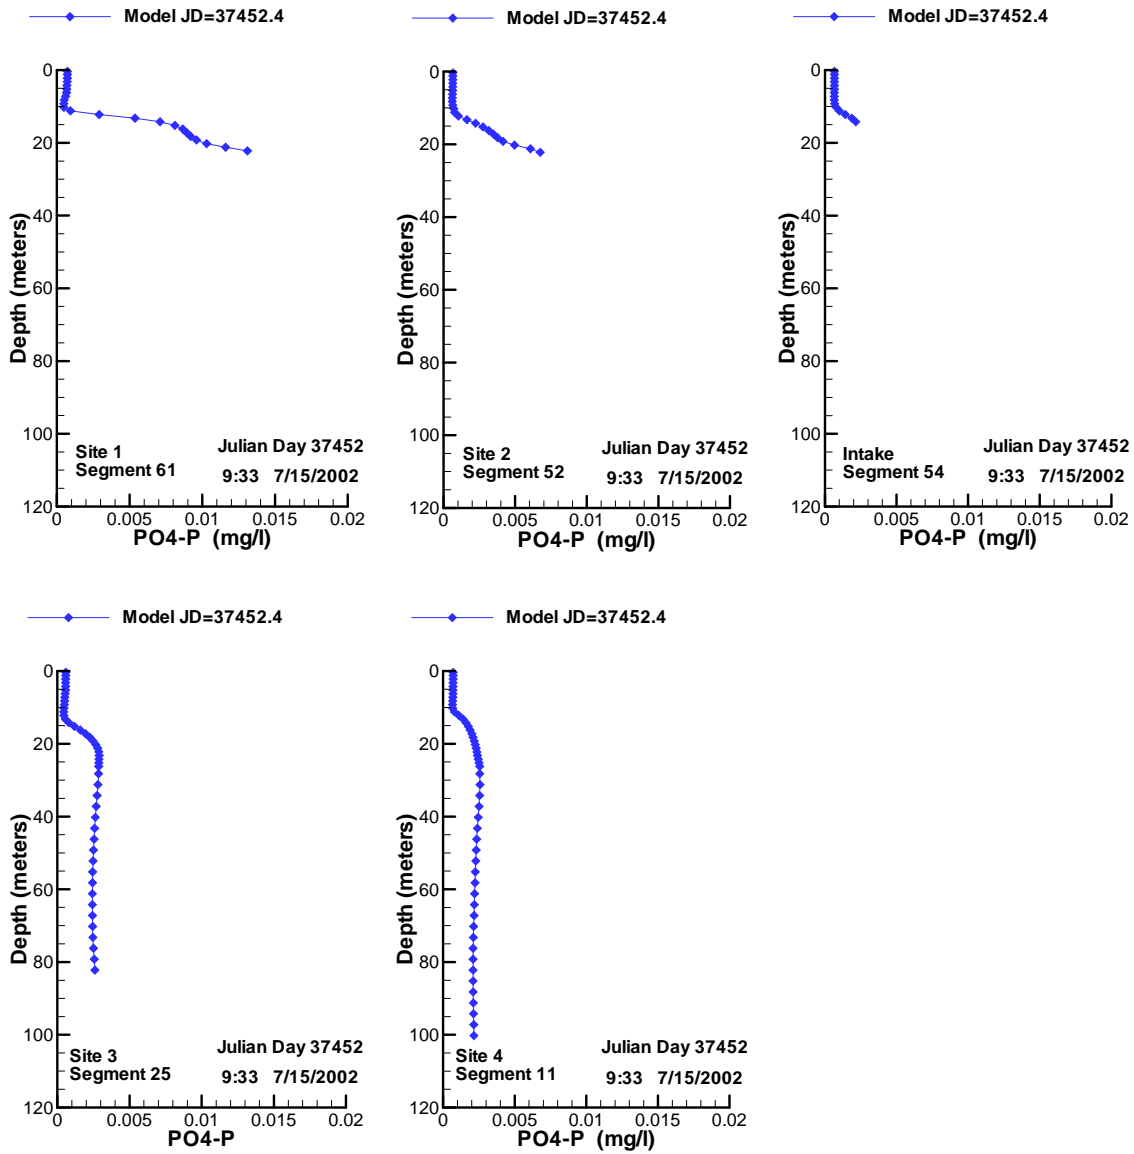 Model JD=37452.4
0
20
40
60
80
100
120
Depth (meters)
Site 1
Segment 61
Julian Day 37452
9:33 7/15/2002
0 0.005 0.01 0.015 0.02
PO4-P (mg/l)
Model JD=37452.4
0
20
40
60
80
100
120
Depth (meters)
Site 2
Segment 52
Julian Day 37452
9:33 7/15/2002
0 0.005 0.01 0.015 0.02
PO4-P (mg/l)
Model JD=37452.4
0
20
40
60
80
100
120
Depth (meters)
Intake
Segment 54
Julian Day 37452
9:33 7/15/2002
0 0.005 0.01 0.015 0.02
PO4-P (mg/l)
Model JD=37452.4
0
20
40
60
80
100
120
Depth (meters)
Site 3
Segment 25
Julian Day 37452
9:33 7/15/2002
0 0.005 0.01 0.015 0.02
PO4-P
Model JD=37452.4
0
20
40
60
80
100
120
Depth (meters)
Site 4
Segment 11
Julian Day 37452
9:33 7/15/2002
0 0.005 0.01 0.015 0.02
PO4-P (mg/l)